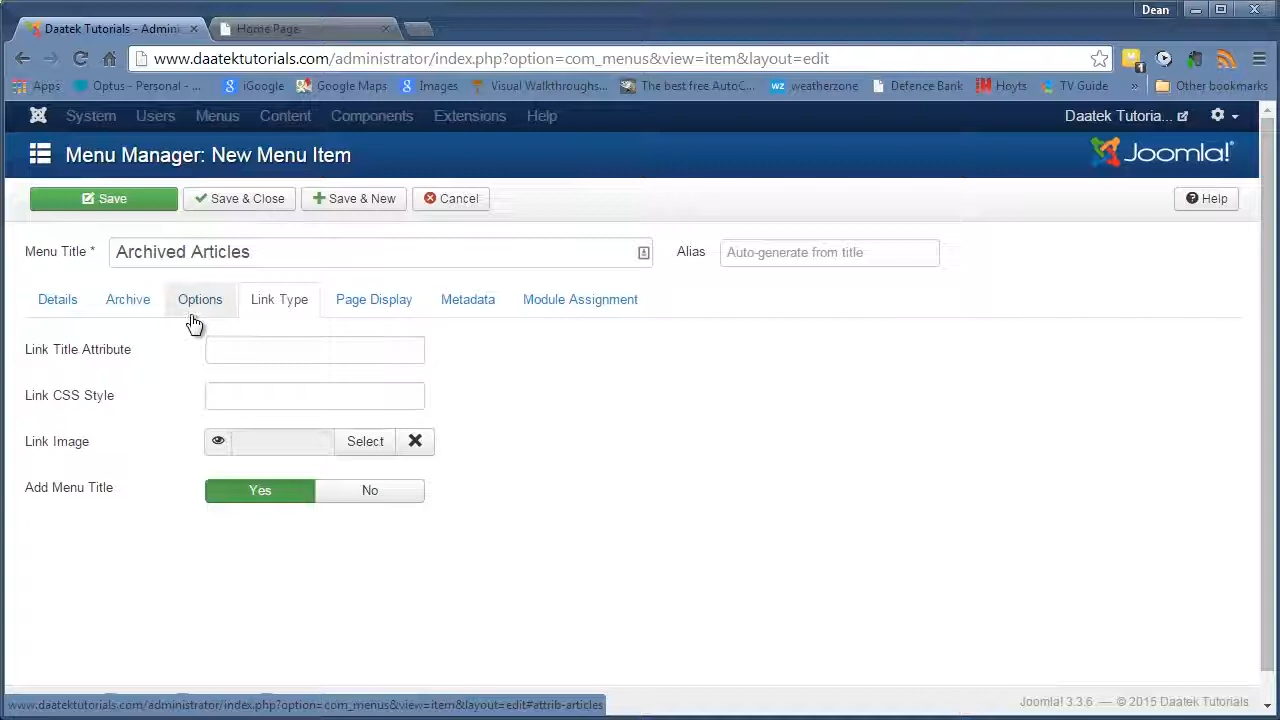 Dean
Daatek Tutorials - Admini
Home Page
www.daatektutorials.com/administrator/index.php?option=com_menus&view=item&layout=edit
1
Apps
Optus - Personal - ...
iGoogle
Google Maps
Images
Visual Walkthroughs...
The best free AutoC...
wz weatherzone
Defence Bank
Hoyts
TV Guide
»
Other bookmarks
System
Users
Menus
Content
Components
Extensions
Help
Daatek Tutoria...
Menu Manager: New Menu Item
Joomla!
Save
Save & Close
Save & New
Cancel
Help
Menu Title *
Archived Articles
Alias
Auto-generate from title
Details
Archive
Options
Link Type
Page Display
Metadata
Module Assignment
Link Title Attribute
Link CSS Style
Link Image
Select
Add Menu Title
Yes
No
www.daatektutorials.com/administrator/index.php?option=com_menus&view=item&layout=edit#attrib-articles
Joomla! 3.3.6 — © 2015 Daatek Tutorials